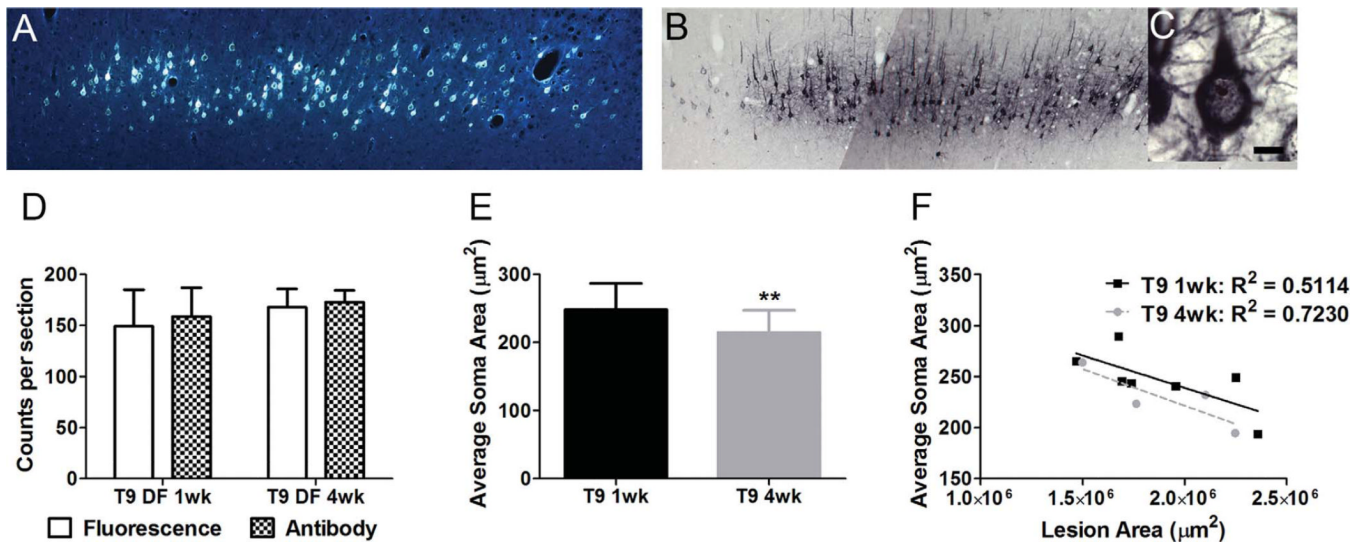 A
B
C
D
Counts per section
200
150
100
50
0
T9 DF 1wk
T9 DF 4wk
Fluorescence
Antibody
E
Average Soma Area (μm²)
300
200
100
0
**
T9 1wk
T9 4wk
F
Average Soma Area (μm²)
350
300
250
200
150
T9 1wk: R² = 0.5114
T9 4wk: R² = 0.7230
1.0×10⁶
1.5×10⁶
2.0×10⁶
2.5×10⁶
Lesion Area (μm²)